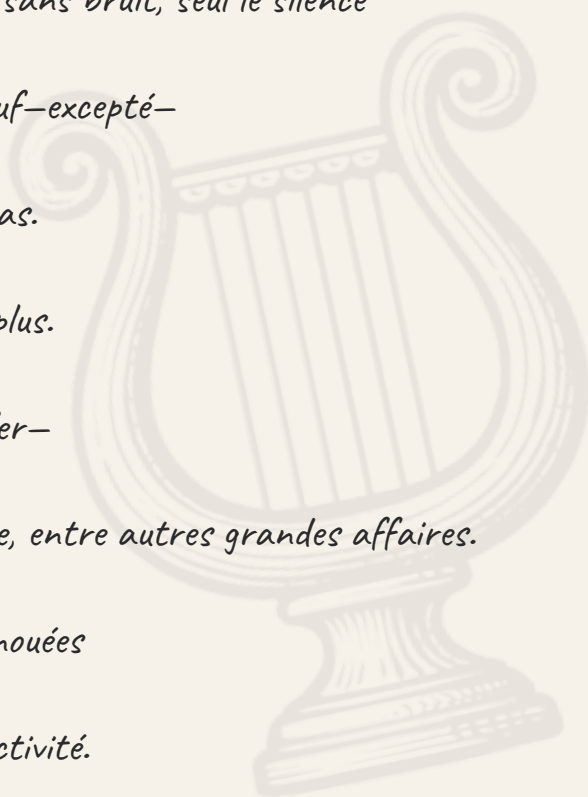 sans bruit, seul le silence
uf—excepté—
as.
plus.
er—
e, entre autres grandes affaires.
nouées
ctivité.